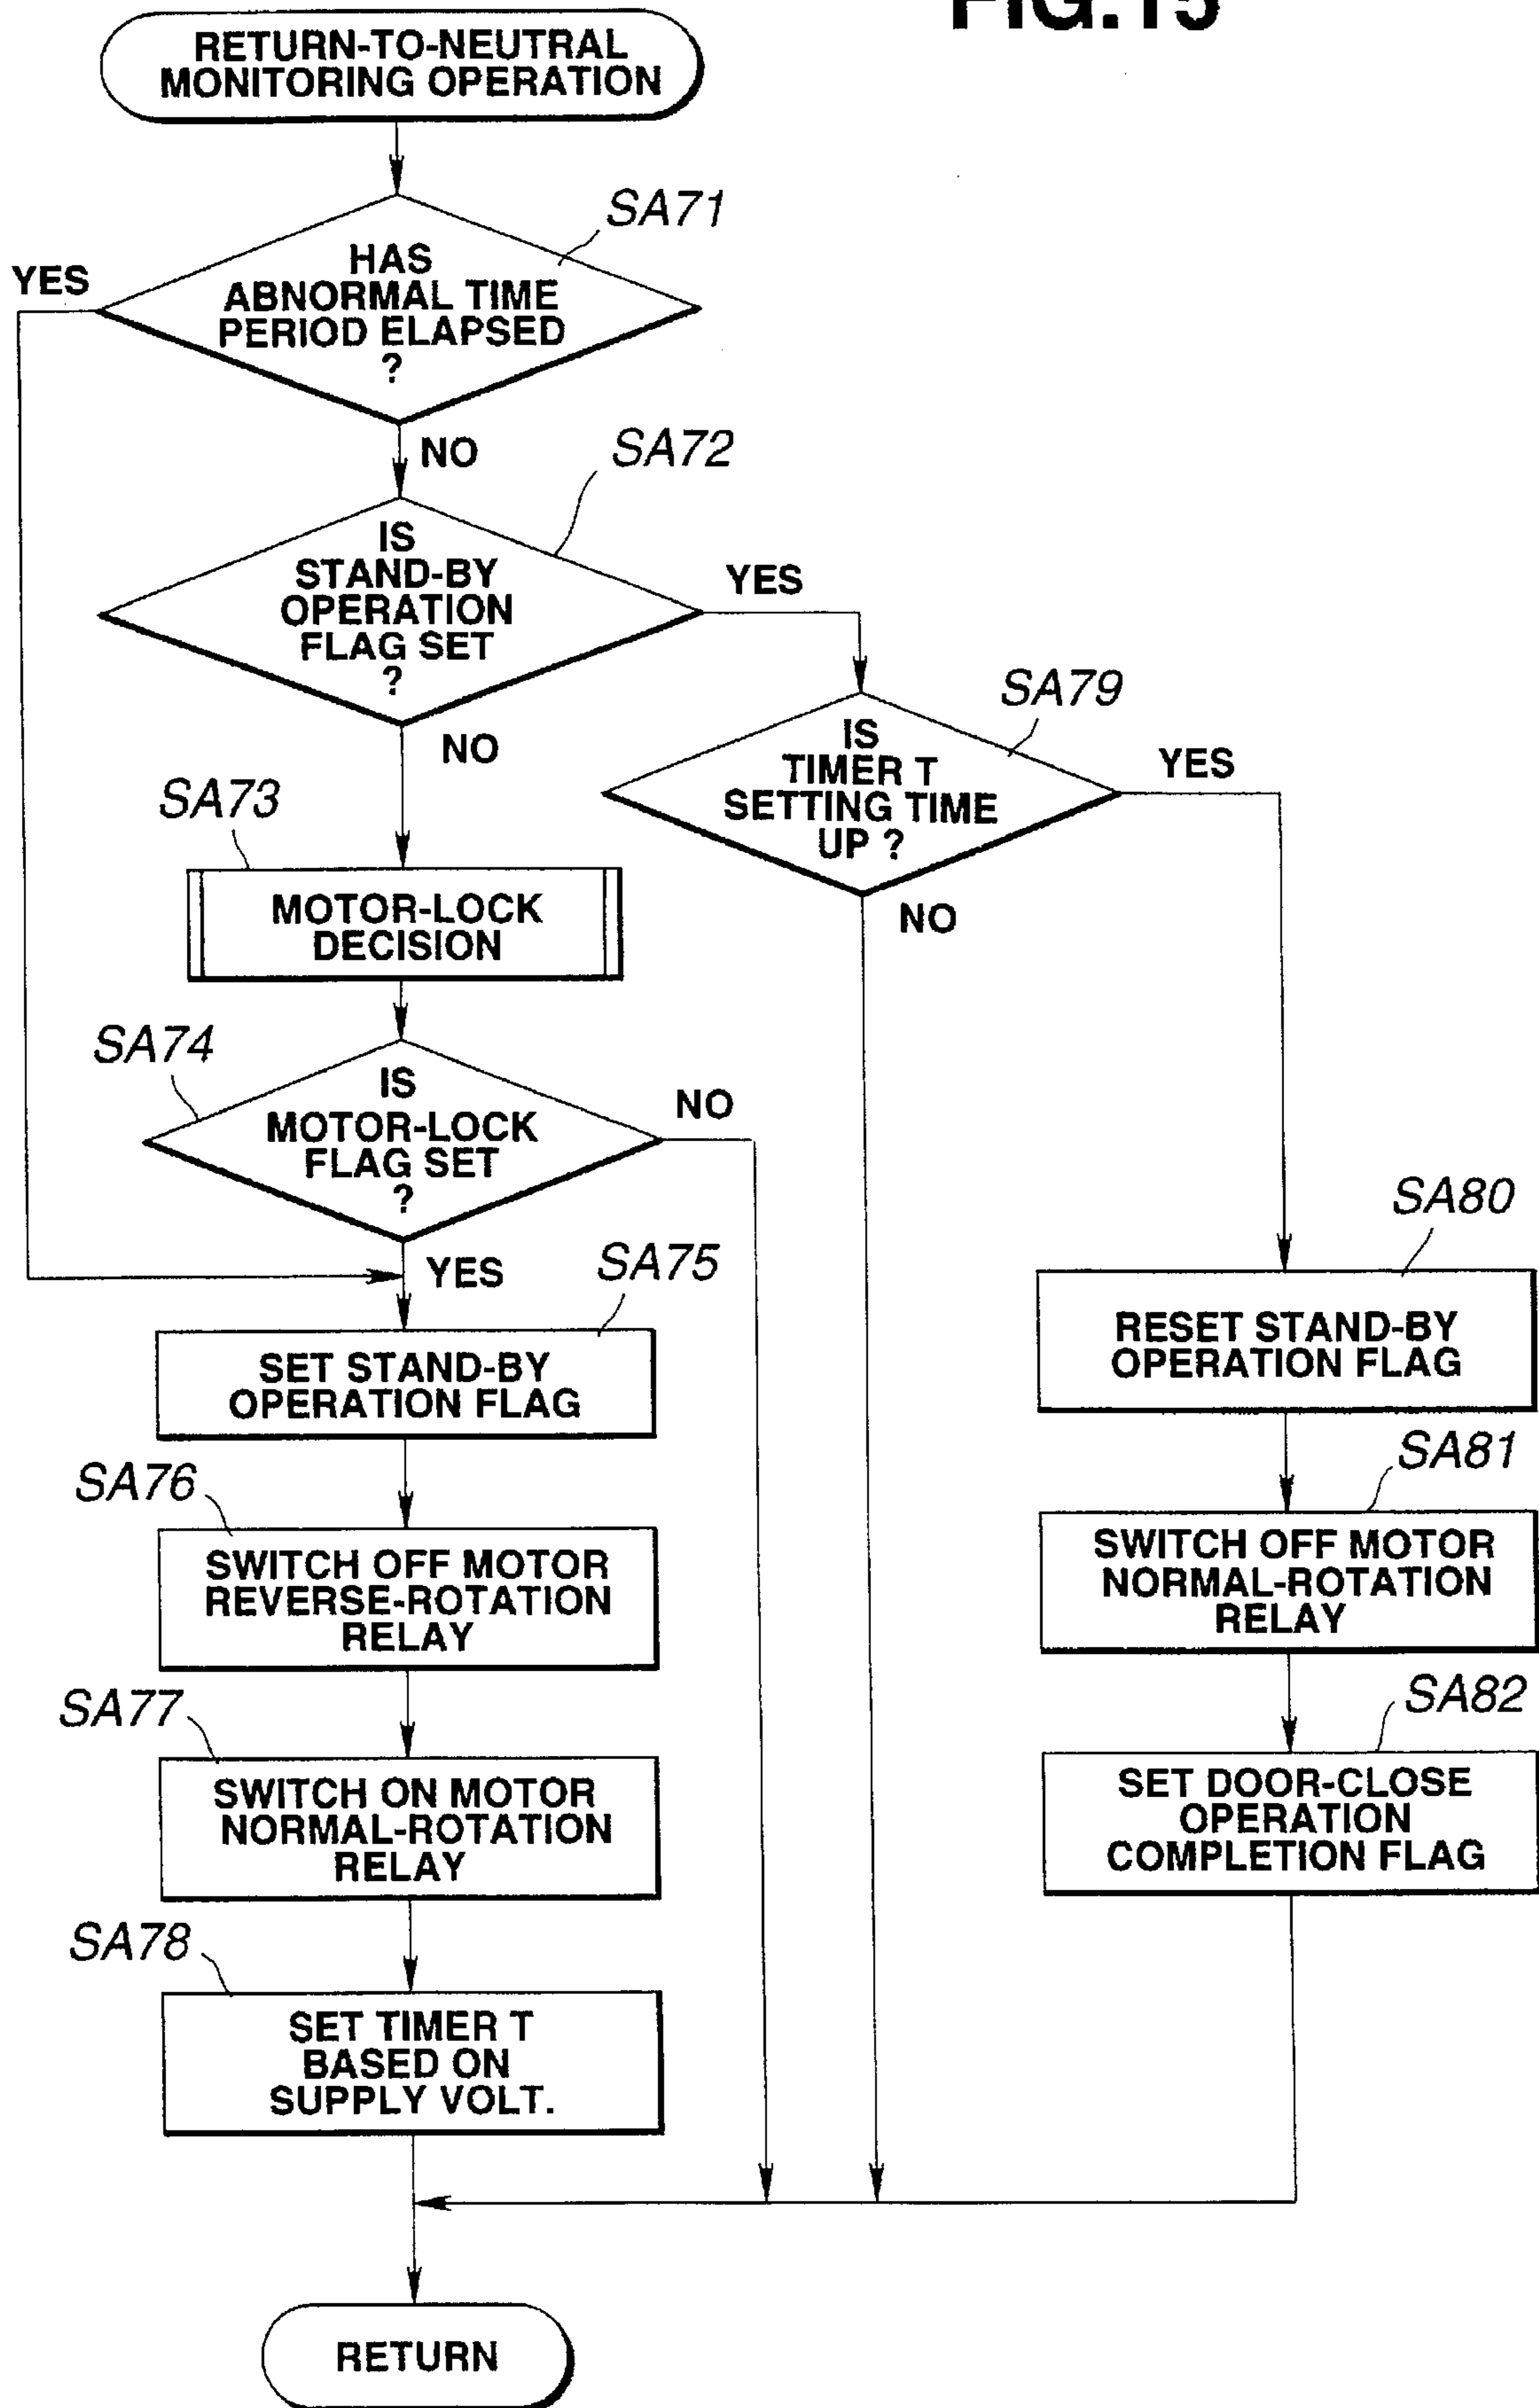 FIG.15
RETURN-TO-NEUTRAL
MONITORING OPERATION
SA71
YES
HAS
ABNORMAL TIME
PERIOD ELAPSED
?
NO
SA72
IS
STAND-BY
OPERATION
FLAG SET
?
YES
NO
SA79
IS
TIMER T
SETTING TIME
UP ?
YES
NO
SA73
MOTOR-LOCK
DECISION
SA74
IS
MOTOR-LOCK
FLAG SET
?
NO
YES
SA75
SET STAND-BY
OPERATION FLAG
SA76
SWITCH OFF MOTOR
REVERSE-ROTATION
RELAY
SA77
SWITCH ON MOTOR
NORMAL-ROTATION
RELAY
SA78
SET TIMER T
BASED ON
SUPPLY VOLT.
SA80
RESET STAND-BY
OPERATION FLAG
SA81
SWITCH OFF MOTOR
NORMAL-ROTATION
RELAY
SA82
SET DOOR-CLOSE
OPERATION
COMPLETION FLAG
RETURN